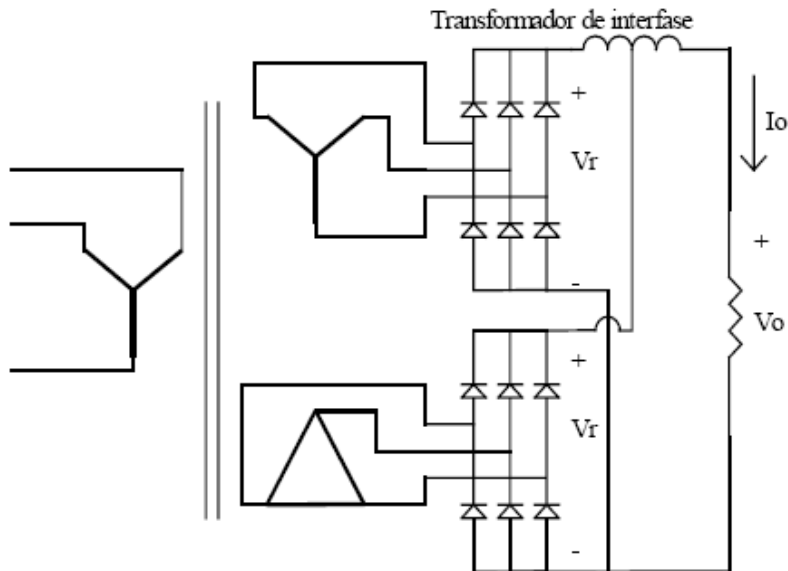 Transformador de interfase
+
Vr
-
Io
+
Vo
+
Vr
-